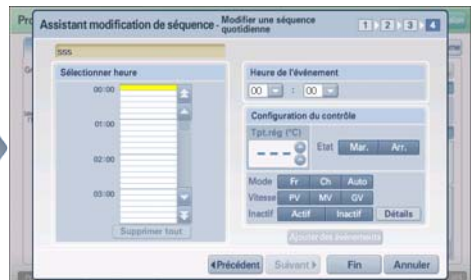 Pro
Assistant modification de séquence - Modifier une séquence quotidienne
1 2 3 4
sss
Sélectionner heure
00:00
01:00
02:00
03:00
Supprimer tout
Heure de l'événement
00 : 00
Configuration du contrôle
Tpt.rég (°C)
---
Etat Mar. Arr.
Mode Fr Ch Auto
Vitesse PV MV GV
Inactif Actif Inactif Détails
Ajouter des événements
Précédent Suivant Fin Annuler